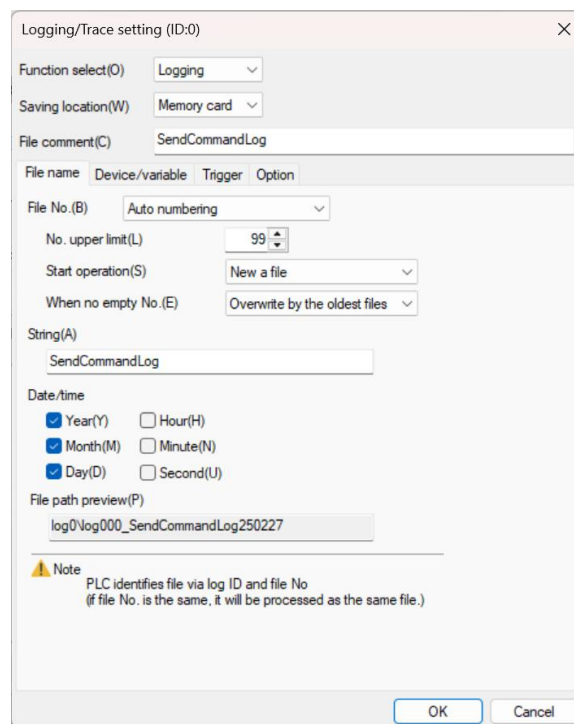 Logging/Trace setting (ID:0)
Function select(O) Logging
Saving location(W) Memory card
File comment(C) SendCommandLog
File name Device/variable Trigger Option
File No.(B) Auto numbering
No. upper limit(L) 99
Start operation(S) New a file
When no empty No.(E) Overwrite by the oldest files
String(A)
SendCommandLog
Date/time
Year(Y) Hour(H)
Month(M) Minute(N)
Day(D) Second(U)
File path preview(P)
log0\log000_SendCommandLog250227
Note
PLC identifies file via log ID and file No
(if file No. is the same, it will be processed as the same file.)
OK Cancel